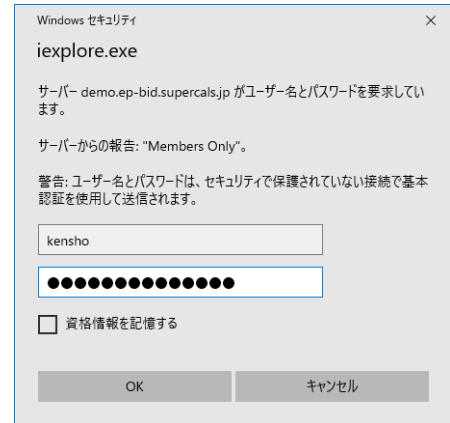 Windows セキュリティ
iexplore.exe
サーバー demo.ep-bid.supercals.jp がユーザー名とパスワードを要求してい
ます。
サーバーからの報告: "Members Only"。
警告: ユーザー名とパスワードは、セキュリティで保護されていない接続で基本
認証を使用して送信されます。
kensho
●●●●●●●●●●●●●●
資格情報を記憶する
OK
キャンセル